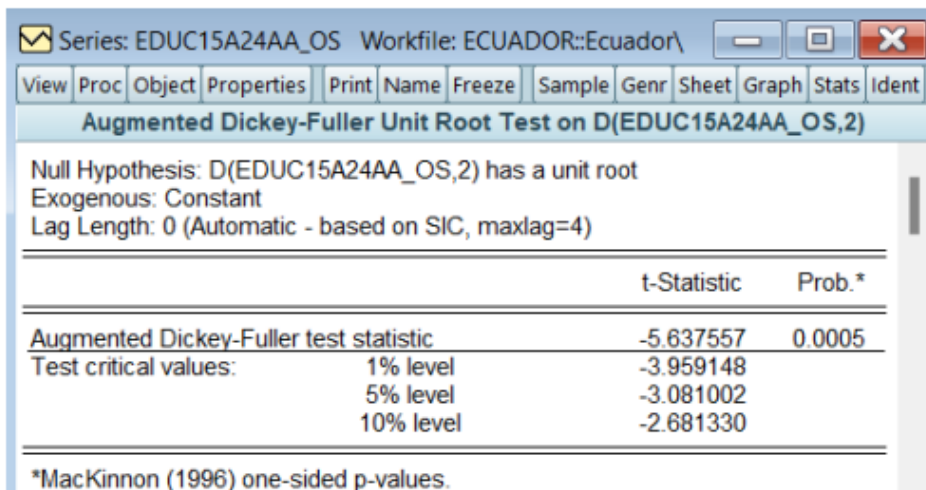 Series: EDUC15A24AA_OS Workfile: ECUADOR::Ecuador\
View Proc Object Properties Print Name Freeze Sample Genr Sheet Graph Stats Ident
Augmented Dickey-Fuller Unit Root Test on D(EDUC15A24AA_OS,2)
Null Hypothesis: D(EDUC15A24AA_OS,2) has a unit root
Exogenous: Constant
Lag Length: 0 (Automatic - based on SIC, maxlag=4)
t-Statistic Prob.*
Augmented Dickey-Fuller test statistic -5.637557 0.0005
Test critical values: 1% level -3.959148
5% level -3.081002
10% level -2.681330
*MacKinnon (1996) one-sided p-values.